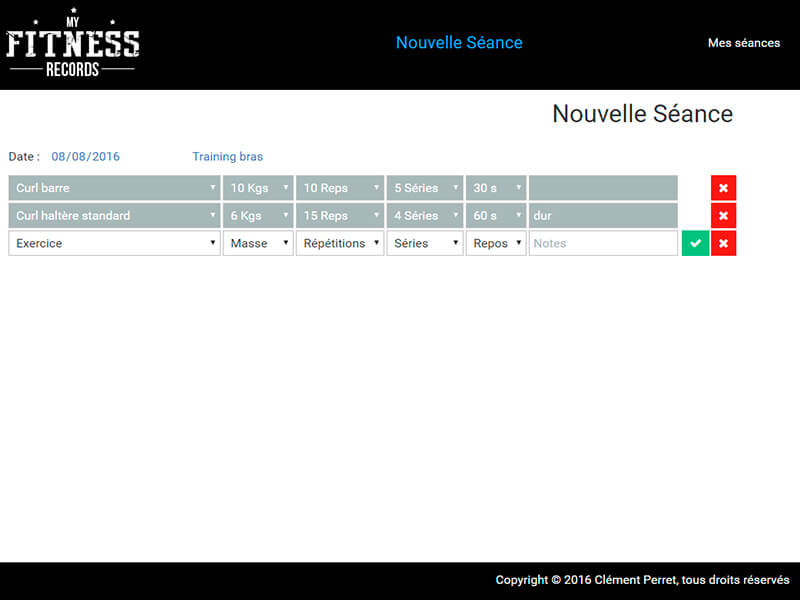 MY
FITNESS
RECORDS
Nouvelle Séance
Mes séances
Nouvelle Séance
Date : 08/08/2016 Training bras
Curl barre 10 Kgs 10 Reps 5 Séries 30 s
Curl haltère standard 6 Kgs 15 Reps 4 Séries 60 s dur
Exercice Masse Répétitions Séries Repos Notes
Copyright © 2016 Clément Perret, tous droits réservés